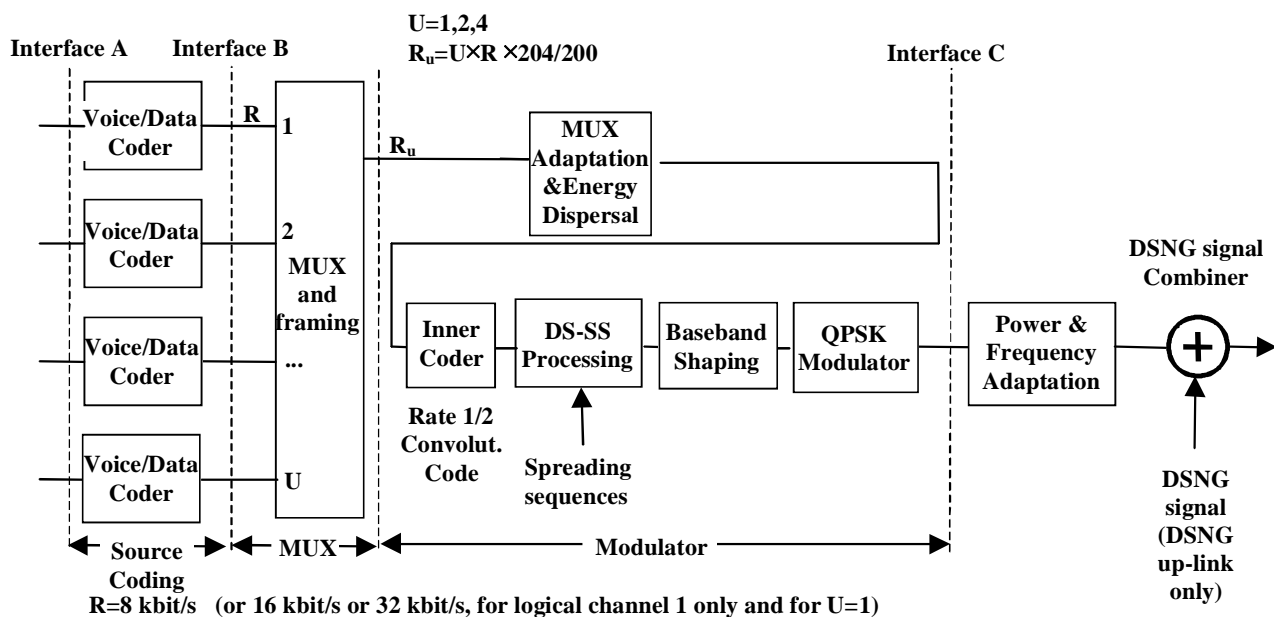 U=1,2,4
Interface A
Interface B
Ru=U×R ×204/200
Interface C
Voice/Data
Coder
R
1
Ru
MUX
Adaptation
&Energy
Dispersal
Voice/Data
Coder
2
MUX
and
framing
DSNG signal
Combiner
Voice/Data
Coder
...
Inner
Coder
DS-SS
Processing
Baseband
Shaping
QPSK
Modulator
Power &
Frequency
Adaptation
+
Rate 1/2
Convolut.
Code
Voice/Data
Coder
U
Spreading
sequences
DSNG
signal
(DSNG
up-link
only)
Source
Coding
MUX
Modulator
R=8 kbit/s (or 16 kbit/s or 32 kbit/s, for logical channel 1 only and for U=1)